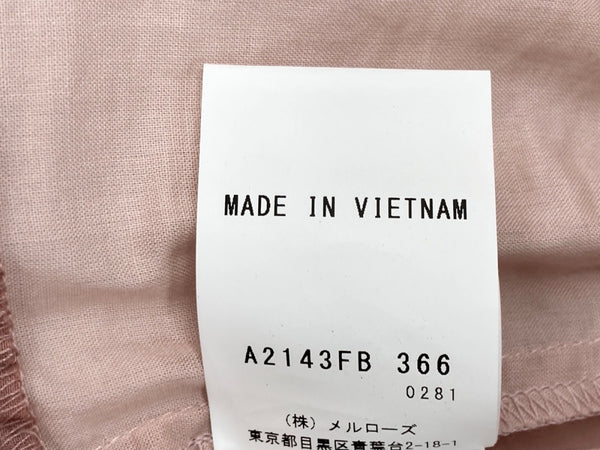 MADE IN VIETNAM
A2143FB 366
0281
(株) メルローズ
東京都目黒区青葉台2-18-1